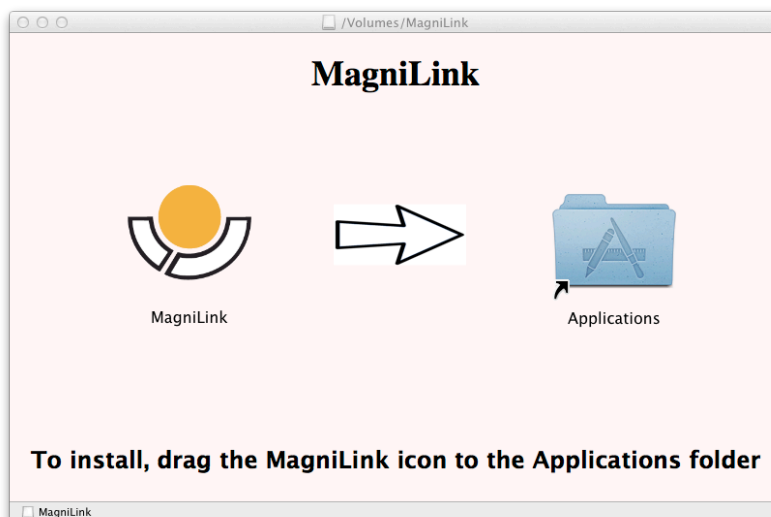 /Volumes/MagniLink
MagniLink
MagniLink
Applications
To install, drag the MagniLink icon to the Applications folder
MagniLink